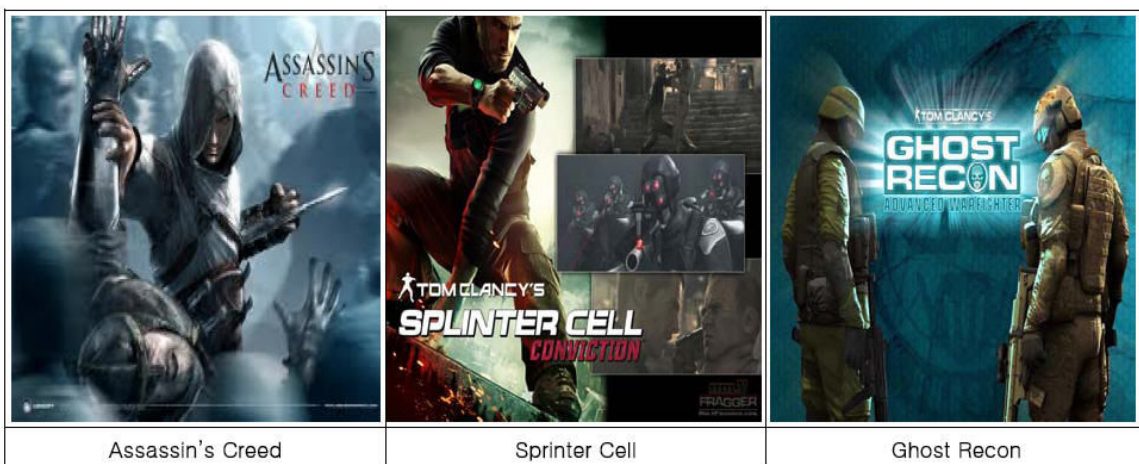 ASSASSIN'S
CREED
UBISOFT
TOM CLANCY'S
SPLINTER CELL
CONVICTION
FRAGGER
TOM CLANCY'S
GHOST
RECON
ADVANCED WARFIGHTER
Assassin's Creed
Sprinter Cell
Ghost Recon